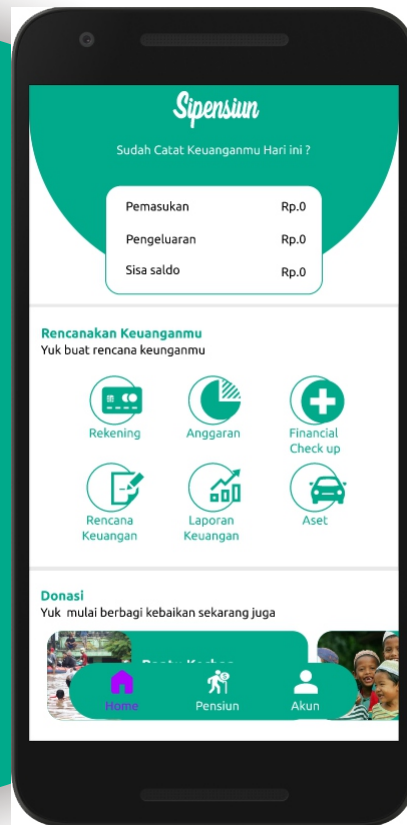 Sipensiun
Sudah Catat Keuanganmu Hari ini ?
Pemasukan Rp.0
Pengeluaran Rp.0
Sisa saldo Rp.0
Rencanakan Keuanganmu
Yuk buat rencana keunganmu
Rekening Anggaran Financial
Check up
Rencana Laporan Aset
Keuangan Keuangan
Donasi
Yuk mulai berbagi kebaikan sekarang juga
Home Pensiun Akun